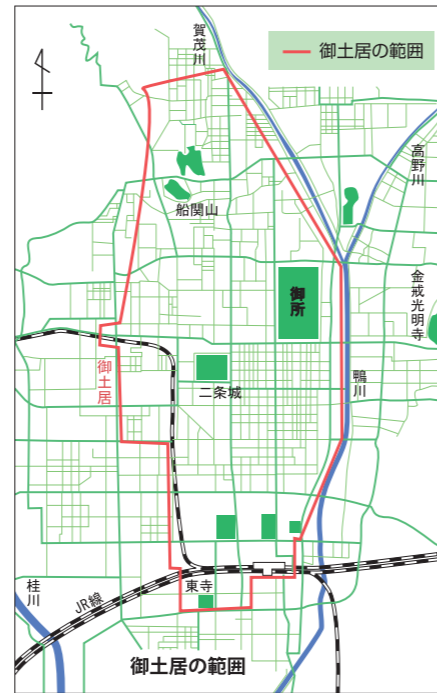 御土居の範囲
賀茂川
高野川
船関山
御所
金戒光明寺
御土居
二条城
鴨川
桂川
JR線
東寺
御土居の範囲